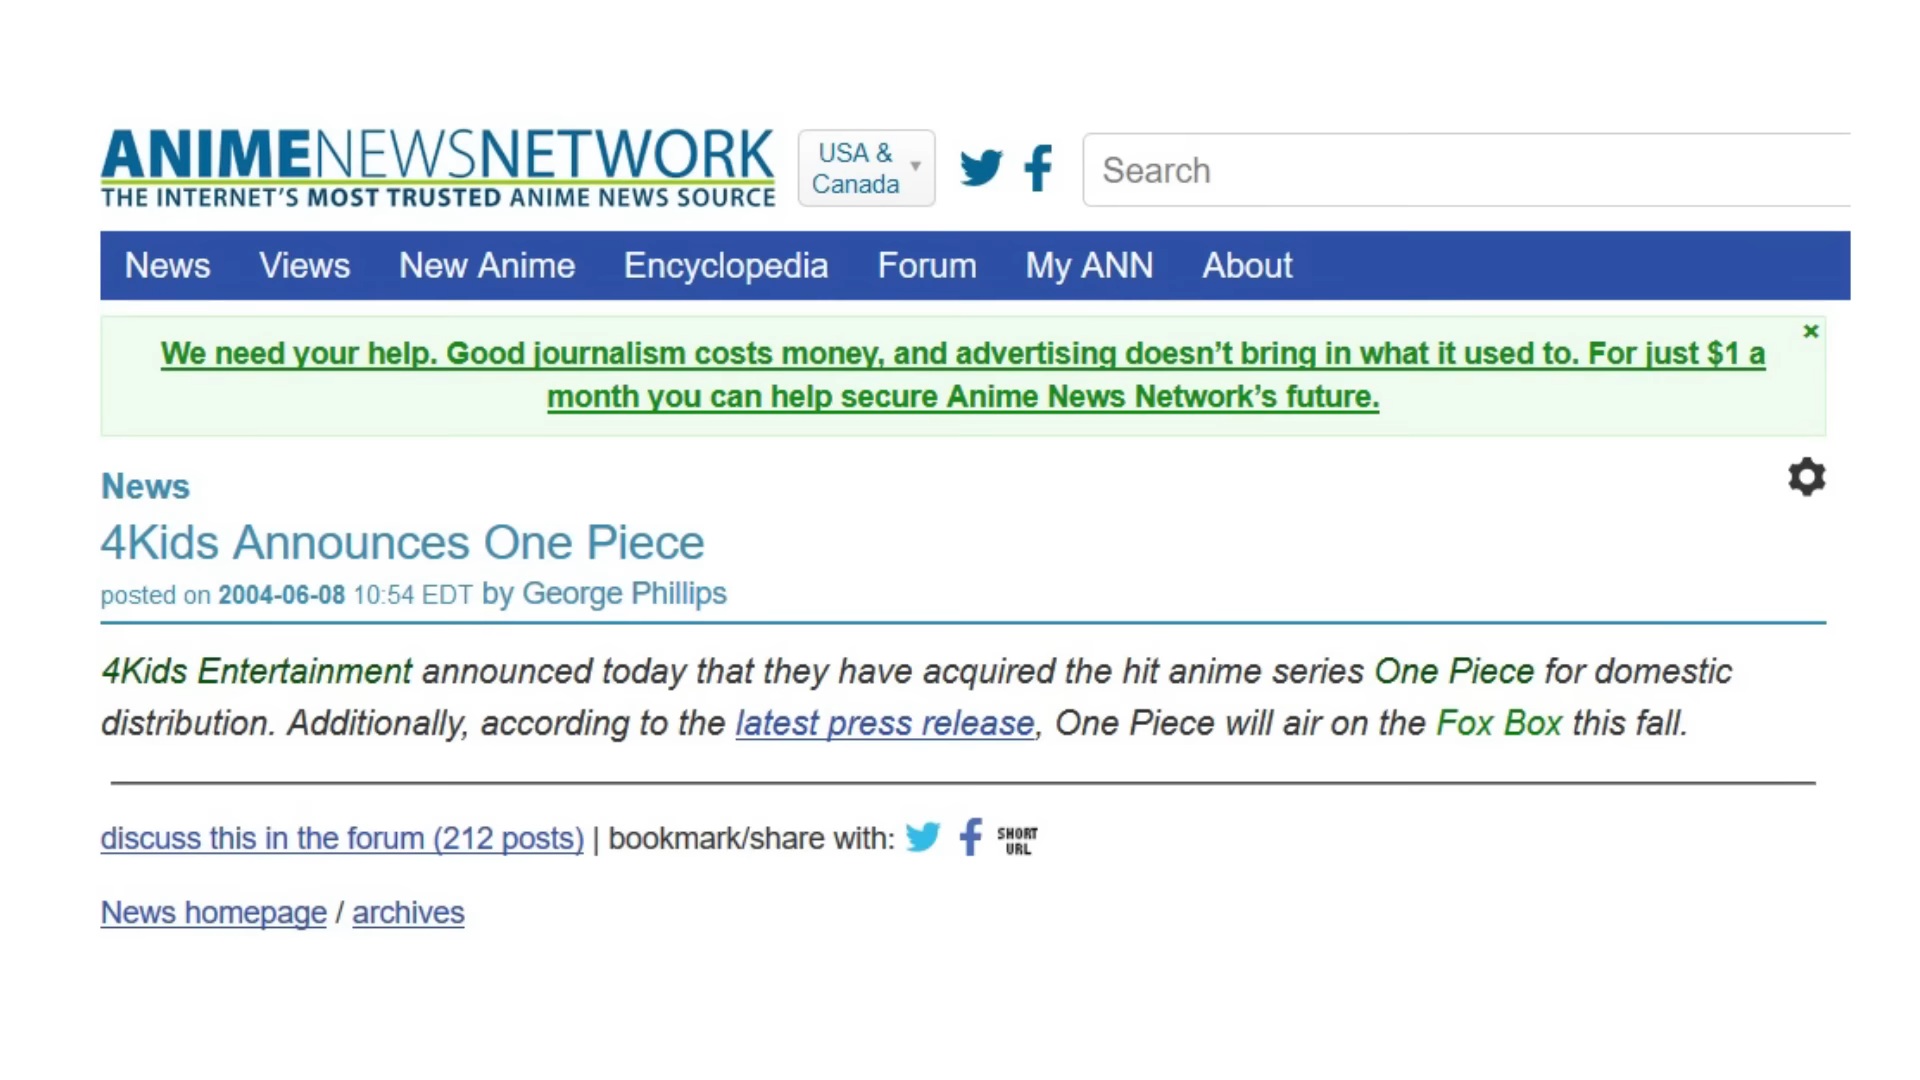 ANIMENEWSNETWORK
THE INTERNET'S MOST TRUSTED ANIME NEWS SOURCE
USA &
Canada
Search
News Views New Anime Encyclopedia Forum My ANN About
We need your help. Good journalism costs money, and advertising doesn't bring in what it used to. For just $1 a
month you can help secure Anime News Network's future.
News
4Kids Announces One Piece
posted on 2004-06-08 10:54 EDT by George Phillips
4Kids Entertainment announced today that they have acquired the hit anime series One Piece for domestic
distribution. Additionally, according to the latest press release, One Piece will air on the Fox Box this fall.
discuss this in the forum (212 posts) | bookmark/share with: SHORT
URL
News homepage / archives